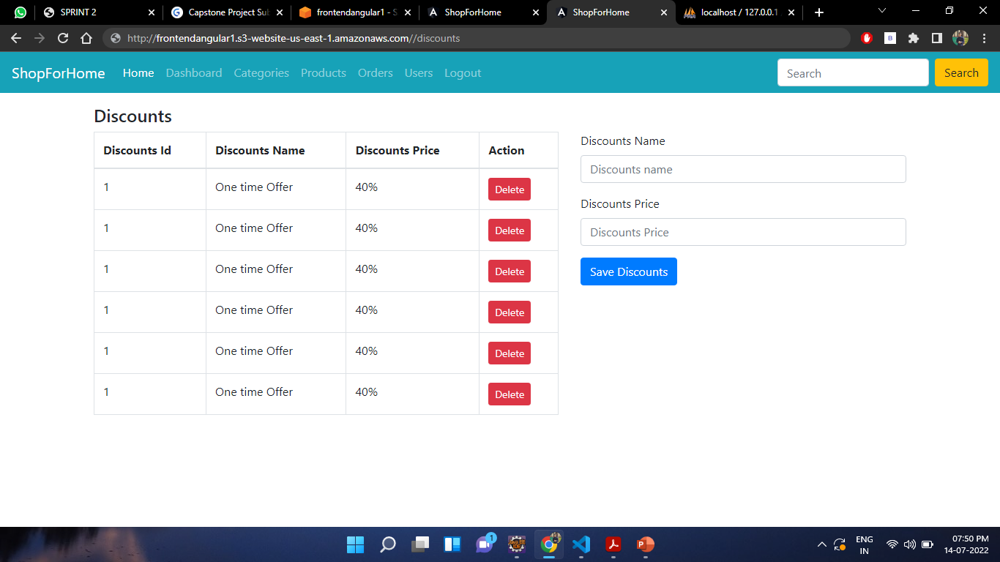 SPRINT 2
Capstone Project Sub
frontendangular1 - S
ShopForHome
ShopForHome
localhost / 127.0.0.1
http://frontendangular1.s3-website-us-east-1.amazonaws.com//discounts
ShopForHome Home Dashboard Categories Products Orders Users Logout Search Search
Discounts
Discounts Id Discounts Name Discounts Price Action
1 One time Offer 40% Delete
1 One time Offer 40% Delete
1 One time Offer 40% Delete
1 One time Offer 40% Delete
1 One time Offer 40% Delete
1 One time Offer 40% Delete
Discounts Name
Discounts name
Discounts Price
Discounts Price
Save Discounts
1
ENG
IN
07:50 PM
14-07-2022